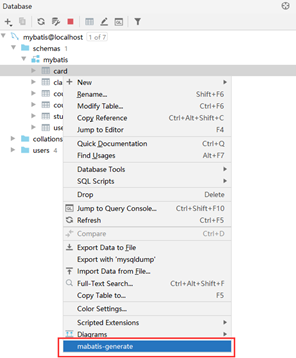 Database
mybatis@localhost 1 of 7
schemas 1
mybatis
card
cla
cou
cou
stu
use
collations
users 4
New
Rename... Shift+F6
Modify Table... Ctrl+F6
Copy Reference Ctrl+Alt+Shift+C
Jump to Editor F4
Quick Documentation Ctrl+Q
Find Usages Alt+F7
Database Tools
SQL Scripts
Drop Delete
Jump to Query Console... Ctrl+Shift+F10
Refresh Ctrl+F5
Compare Ctrl+D
Export Data to File
Export with 'mysqldump'
Import Data from File...
Full-Text Search... Ctrl+Alt+Shift+F
Copy Table to... F5
Color Settings...
Scripted Extensions
Diagrams
mabatis-generate